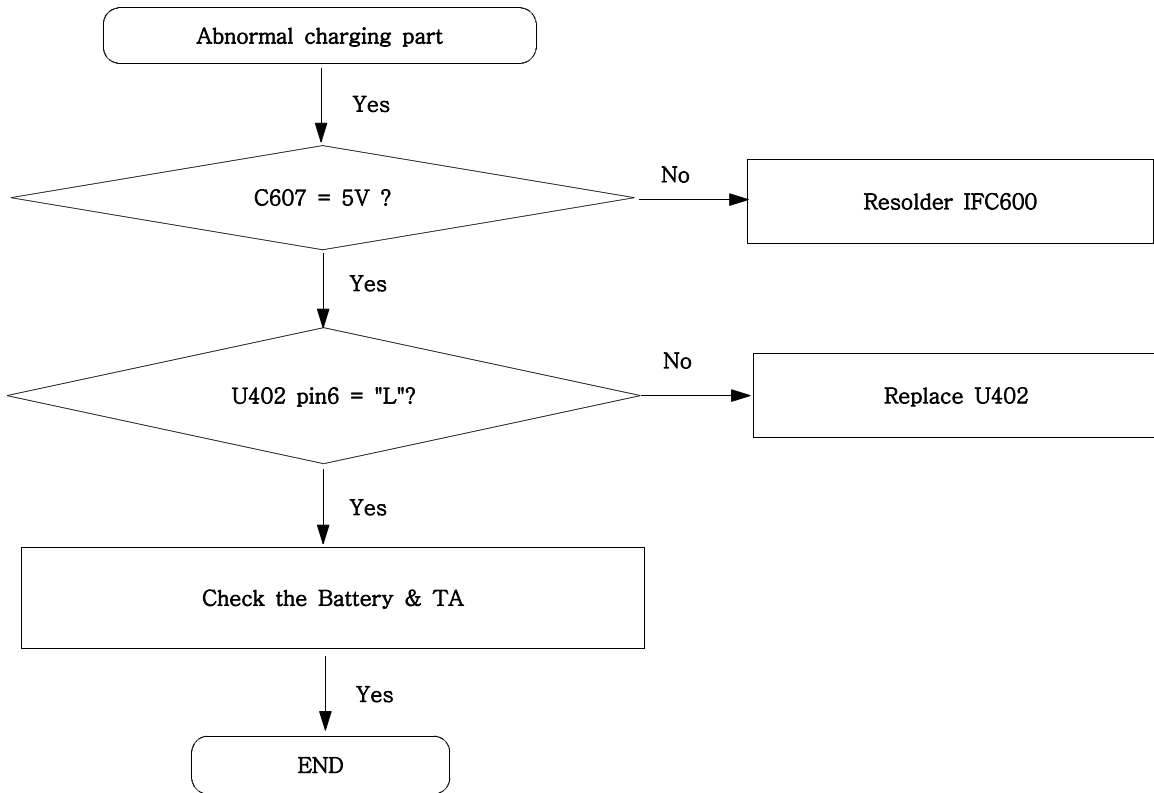 Abnormal charging part
Yes
C607 = 5V ?
No
Resolder IFC600
Yes
U402 pin6 = "L"?
No
Replace U402
Yes
Check the Battery & TA
Yes
END